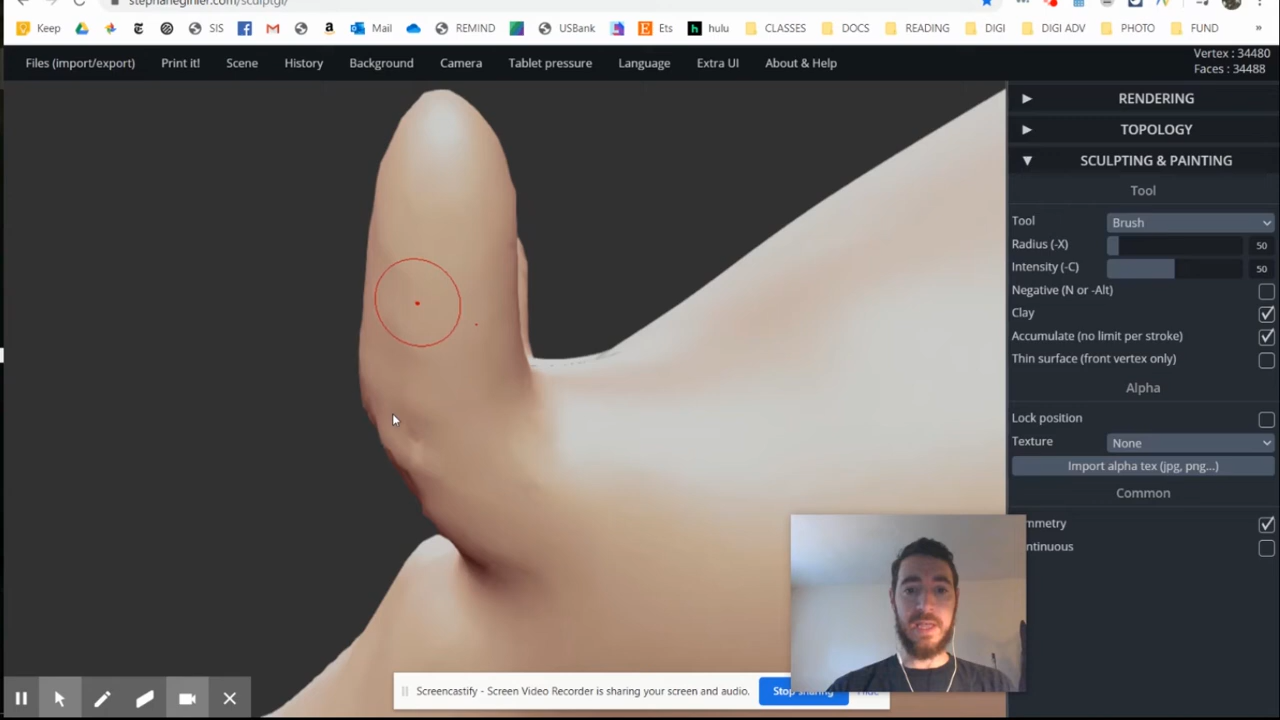 stephaneginier.com/sculptgl/
Keep
SIS
Mail
REMIND
USBank
Ets
hulu
CLASSES
DOCS
READING
DIGI
DIGI ADV
PHOTO
FUND
»
Files (import/export) Print it! Scene History Background Camera Tablet pressure Language Extra UI About & Help
Vertex : 34480
Faces : 34488
RENDERING
TOPOLOGY
SCULPTING & PAINTING
Tool
Tool Brush
Radius (-X) 50
Intensity (-C) 50
Negative (N or -Alt)
Clay
Accumulate (no limit per stroke)
Thin surface (front vertex only)
Alpha
Lock position
Texture None
Import alpha tex (jpg, png...)
Common
mmetry
ntinuous
Screencastify - Screen Video Recorder is sharing your screen and audio.
Stop sharing
Hide